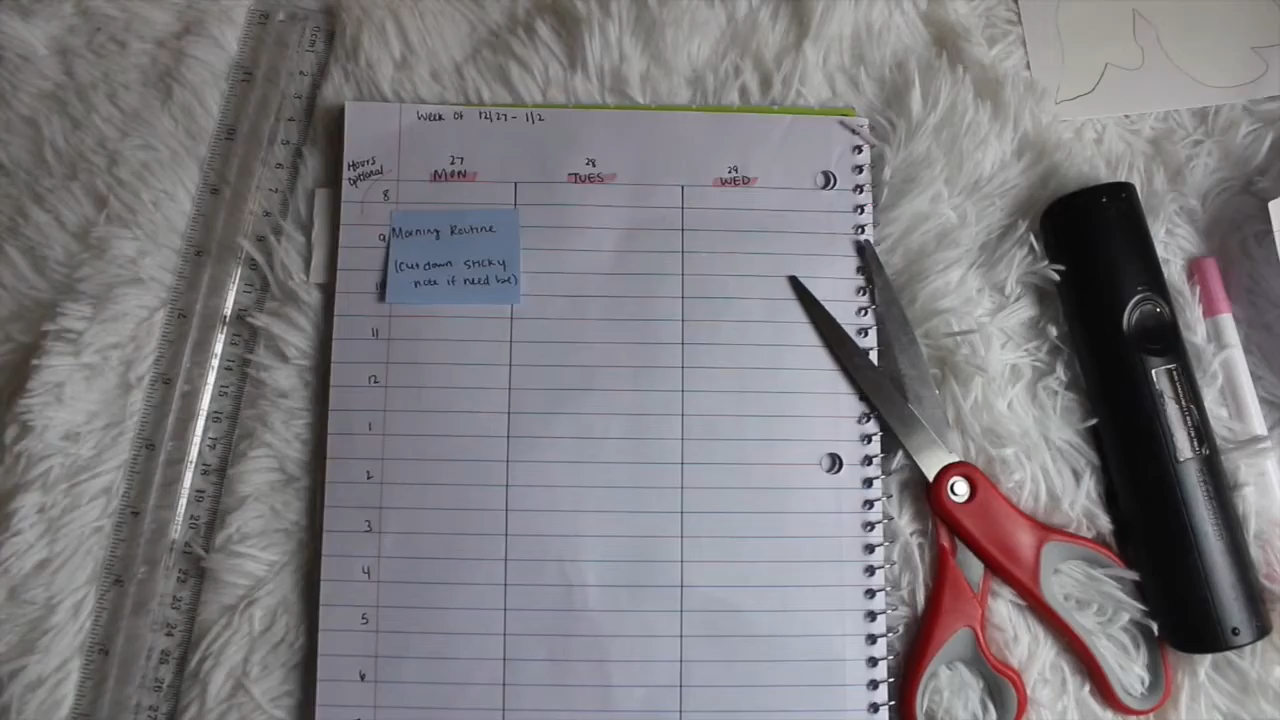 Week of 12/27 - 1/2
Hours
optional
27
MON
28
TUES
29
WED
8
9
Morning Routine
(Cut down sticky
note if need be)
11
12
1
2
3
4
5
6